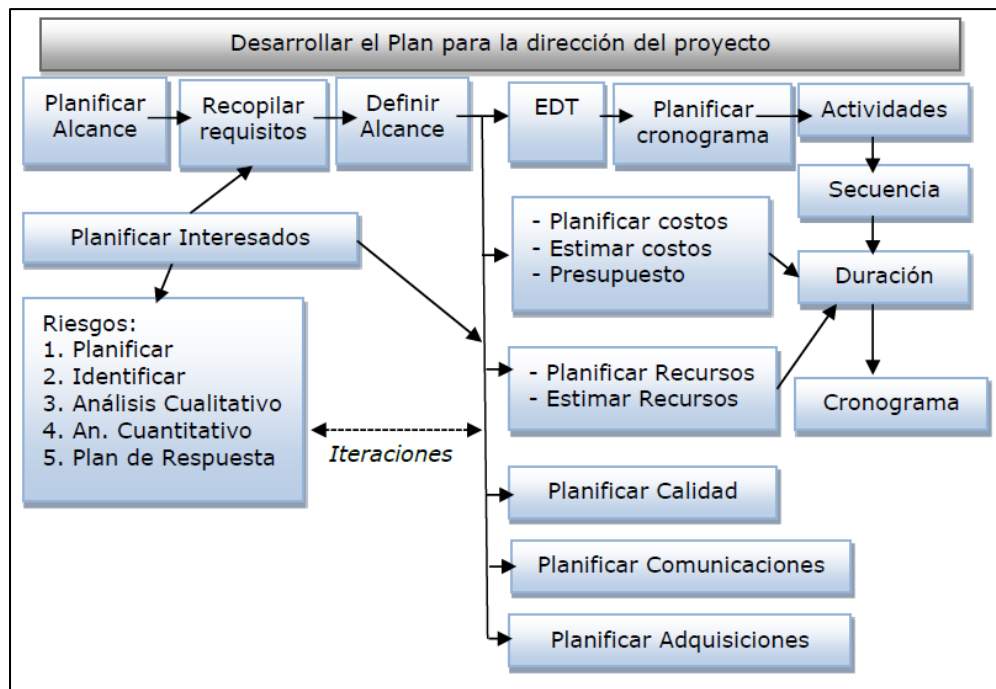 Desarrollar el Plan para la dirección del proyecto
Planificar
Alcance
Recopilar
requisitos
Definir
Alcance
EDT
Planificar
cronograma
Actividades
Secuencia
Planificar Interesados
- Planificar costos
- Estimar costos
- Presupuesto
Duración
Riesgos:
1. Planificar
2. Identificar
3. Análisis Cualitativo
4. An. Cuantitativo
5. Plan de Respuesta
Iteraciones
- Planificar Recursos
- Estimar Recursos
Cronograma
Planificar Calidad
Planificar Comunicaciones
Planificar Adquisiciones